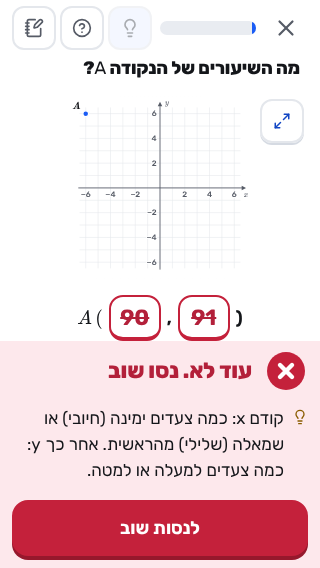 מה השיעורים של הנקודה A?
A
y
6
4
2
−6 −4 −2 2 4 6 x
−2
−4
−6
A ( 90 , 91 )
עוד לא. נסו שוב
קודם x: כמה צעדים ימינה (חיובי) או
שמאלה (שלילי) מהראשית. אחר כך y:
כמה צעדים למעלה או למטה.
לנסות שוב